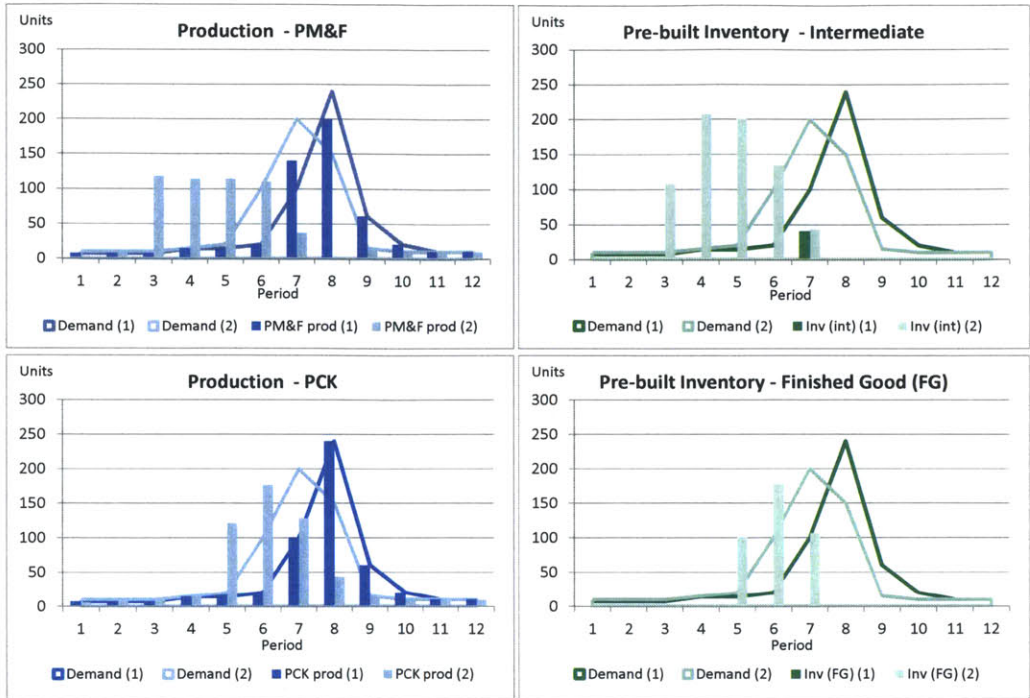 Units
Production - PM&F
300
250
200
150
100
50
0
1 2 3 4 5 6 7 8 9 10 11 12
Period
Demand (1) Demand (2) PM&F prod (1) PM&F prod (2)
Units
Pre-built Inventory - Intermediate
300
250
200
150
100
50
0
1 2 3 4 5 6 7 8 9 10 11 12
Period
Demand (1) Demand (2) Inv (int) (1) Inv (int) (2)
Units
Production - PCK
300
250
200
150
100
50
0
1 2 3 4 5 6 7 8 9 10 11 12
Period
Demand (1) Demand (2) PCK prod (1) PCK prod (2)
Units
Pre-built Inventory - Finished Good (FG)
300
250
200
150
100
50
0
1 2 3 4 5 6 7 8 9 10 11 12
Period
Demand (1) Demand (2) Inv (FG) (1) Inv (FG) (2)